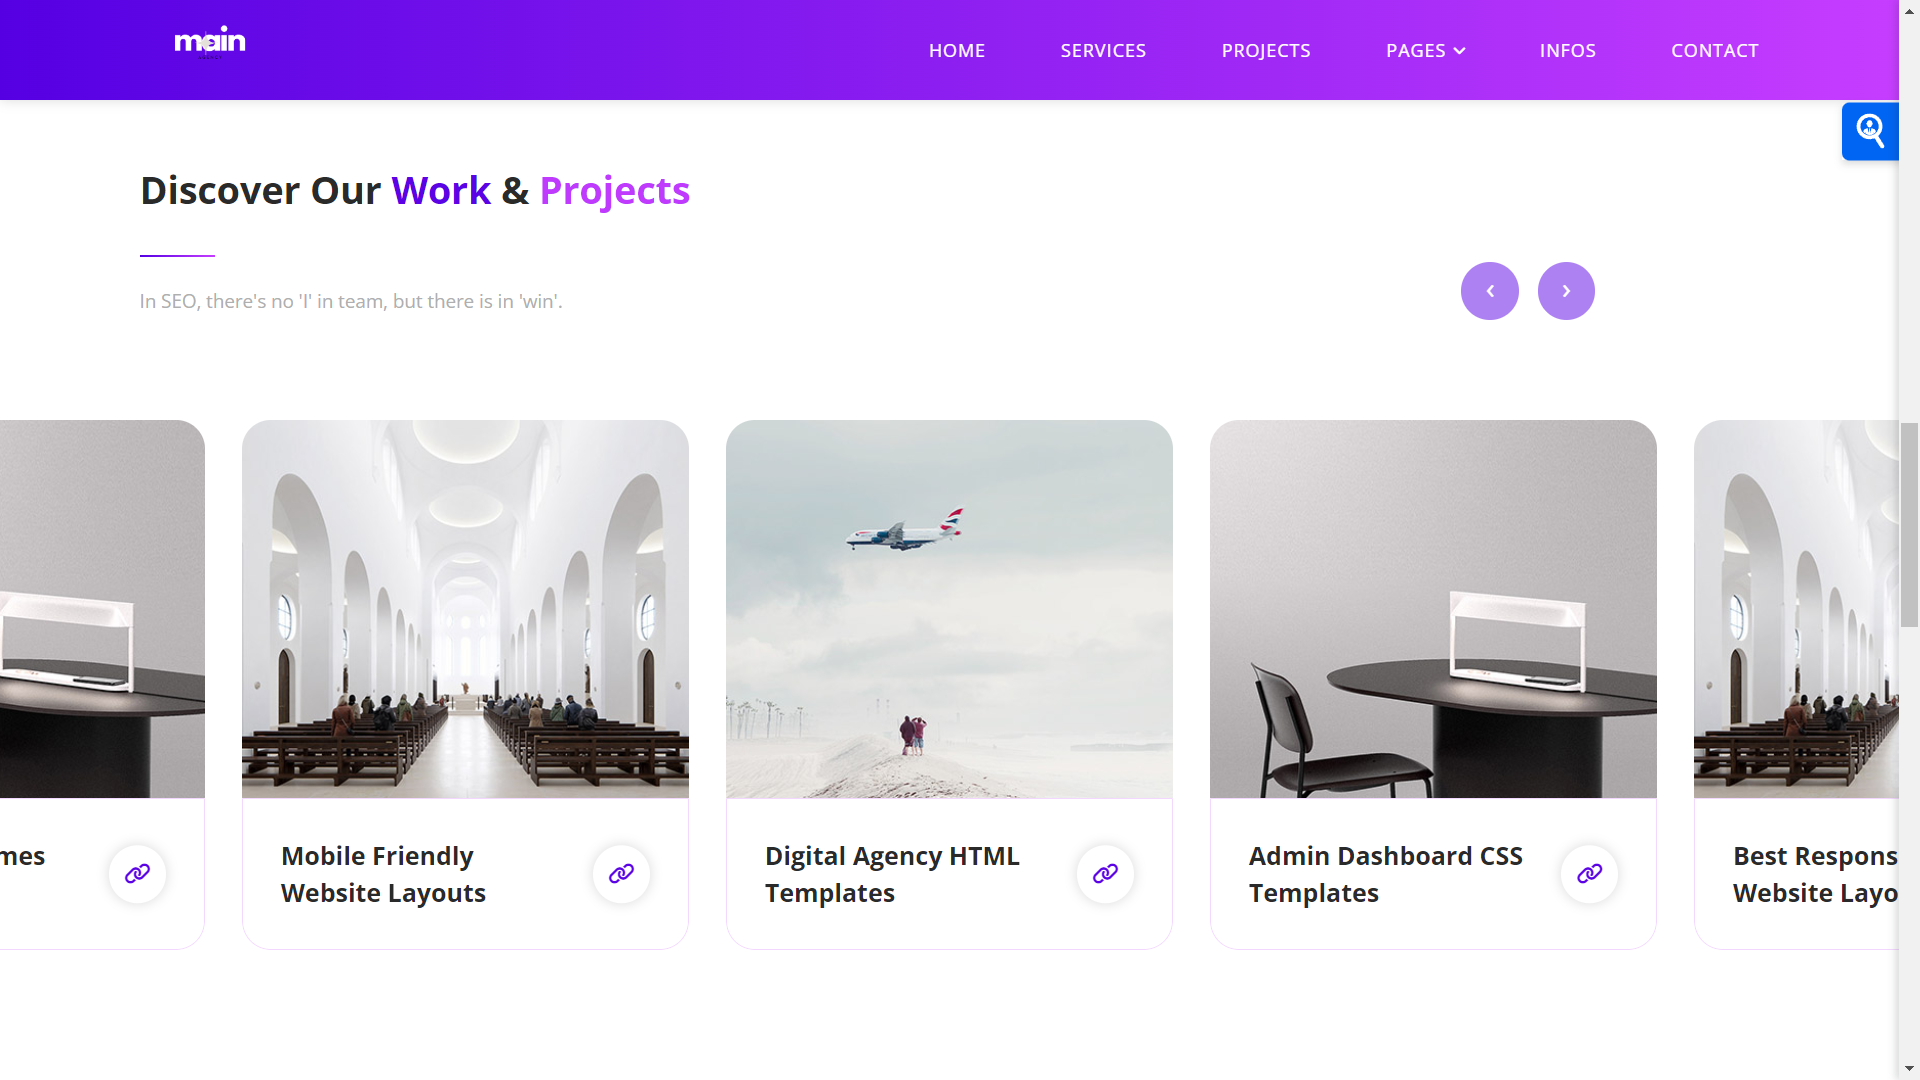 main
HOME
SERVICES
PROJECTS
PAGES
INFOS
CONTACT
Discover Our Work & Projects
In SEO, there's no 'I' in team, but there is in 'win'.
mes
Mobile Friendly
Website Layouts
Digital Agency HTML
Templates
Admin Dashboard CSS
Templates
Best Respons
Website Layo